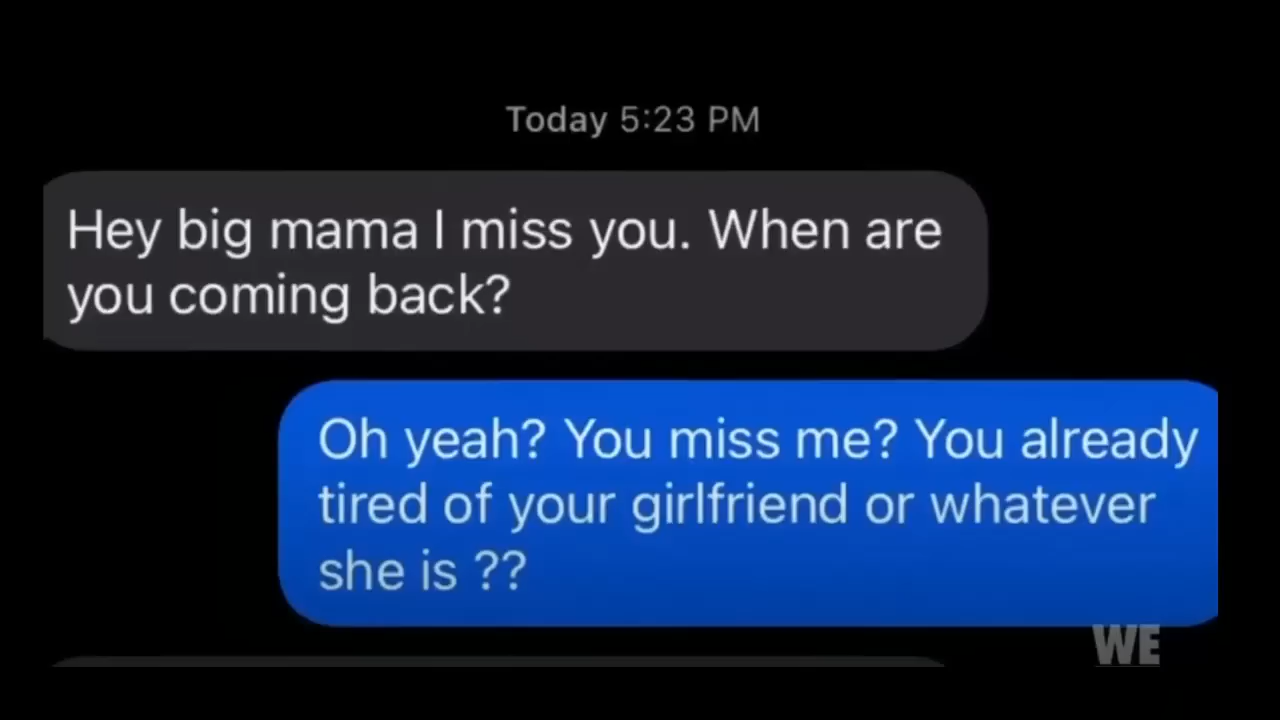 Today 5:23 PM
Hey big mama I miss you. When are
you coming back?
Oh yeah? You miss me? You already
tired of your girlfriend or whatever
she is ??
WE